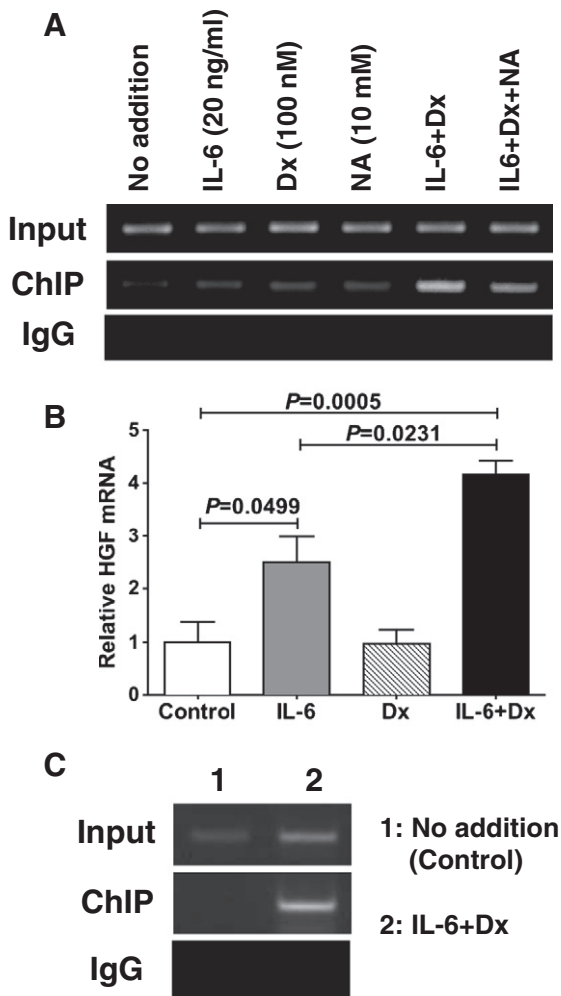 A
No addition
IL-6 (20 ng/ml)
Dx (100 nM)
NA (10 mM)
IL-6+Dx
IL6+Dx+NA
Input
ChIP
IgG
B
P=0.0005
P=0.0231
P=0.0499
Relative HGF mRNA
5
4
3
2
1
0
Control IL-6 Dx IL-6+Dx
C
1 2
Input
ChIP
IgG
1: No addition
(Control)
2: IL-6+Dx